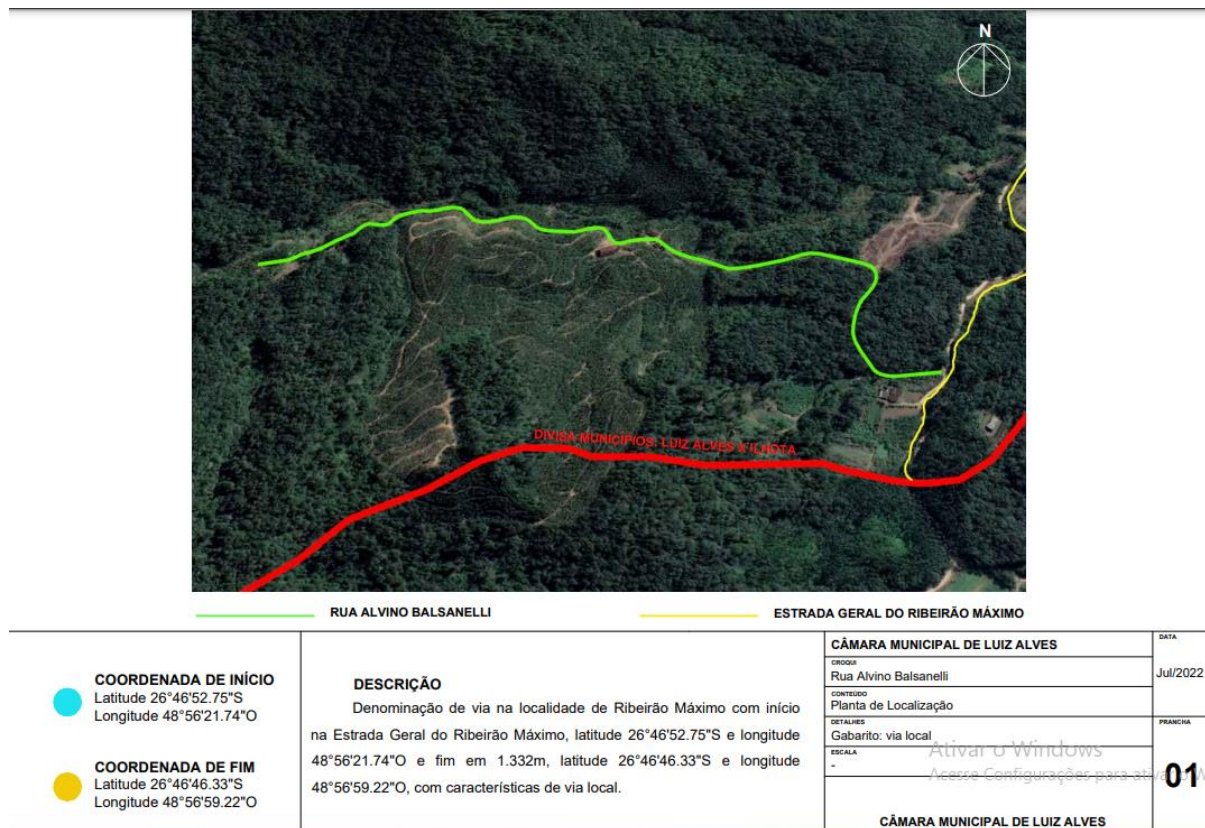 N
DIVISA MUNICÍPIOS: LUIZ ALVES X ILHOTA
RUA ALVINO BALSANELLI
ESTRADA GERAL DO RIBEIRÃO MÁXIMO
COORDENADA DE INÍCIO
Latitude 26°46'52.75"S
Longitude 48°56'21.74"O
COORDENADA DE FIM
Latitude 26°46'46.33"S
Longitude 48°56'59.22"O
DESCRIÇÃO
Denominação de via na localidade de Ribeirão Máximo com início
na Estrada Geral do Ribeirão Máximo, latitude 26°46'52.75"S e longitude
48°56'21.74"O e fim em 1.332m, latitude 26°46'46.33"S e longitude
48°56'59.22"O, com características de via local.
CÂMARA MUNICIPAL DE LUIZ ALVES
CROQUI
Rua Alvino Balsanelli
CONTEÚDO
Planta de Localização
DETALHES
Gabarito: via local
ESCALA
-
CÂMARA MUNICIPAL DE LUIZ ALVES
DATA
Jul/2022
PRANCHA
01
Ativar o Windows
Acesse Configurações para ativar o W